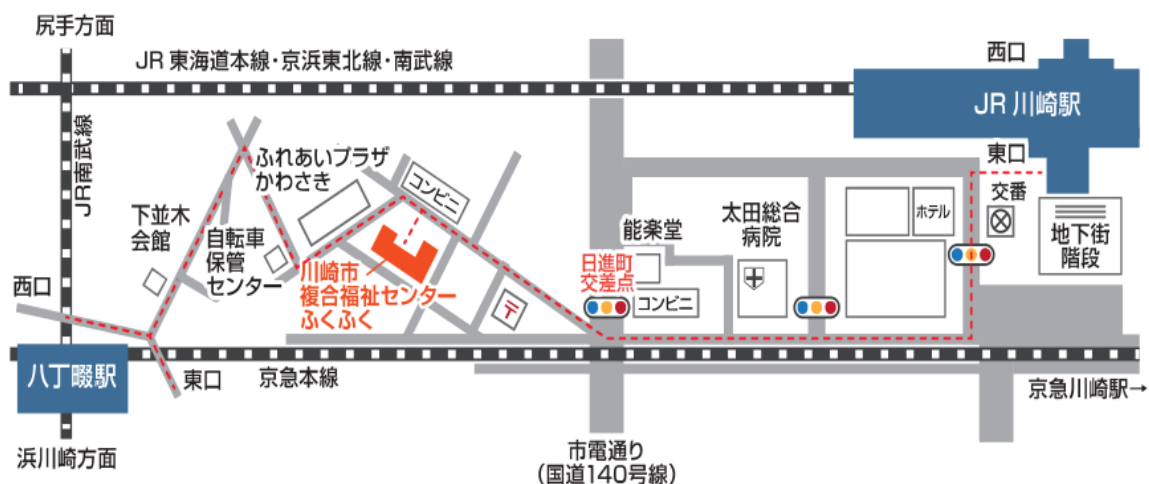 尻手方面
JR 東海道本線・京浜東北線・南武線
西口
JR 川崎駅
東口
交番
地下街
階段
JR南武線
ふれあいプラザ
かわさき
コンビニ
下並木
会館
自転車
保管
センター
川崎市
複合福祉センター
ふくふく
〒
能楽堂
太田総合
病院
ホテル
日進町
交差点
コンビニ
西口
八丁畷駅
東口
京急本線
京急川崎駅→
浜川崎方面
市電通り
(国道140号線)